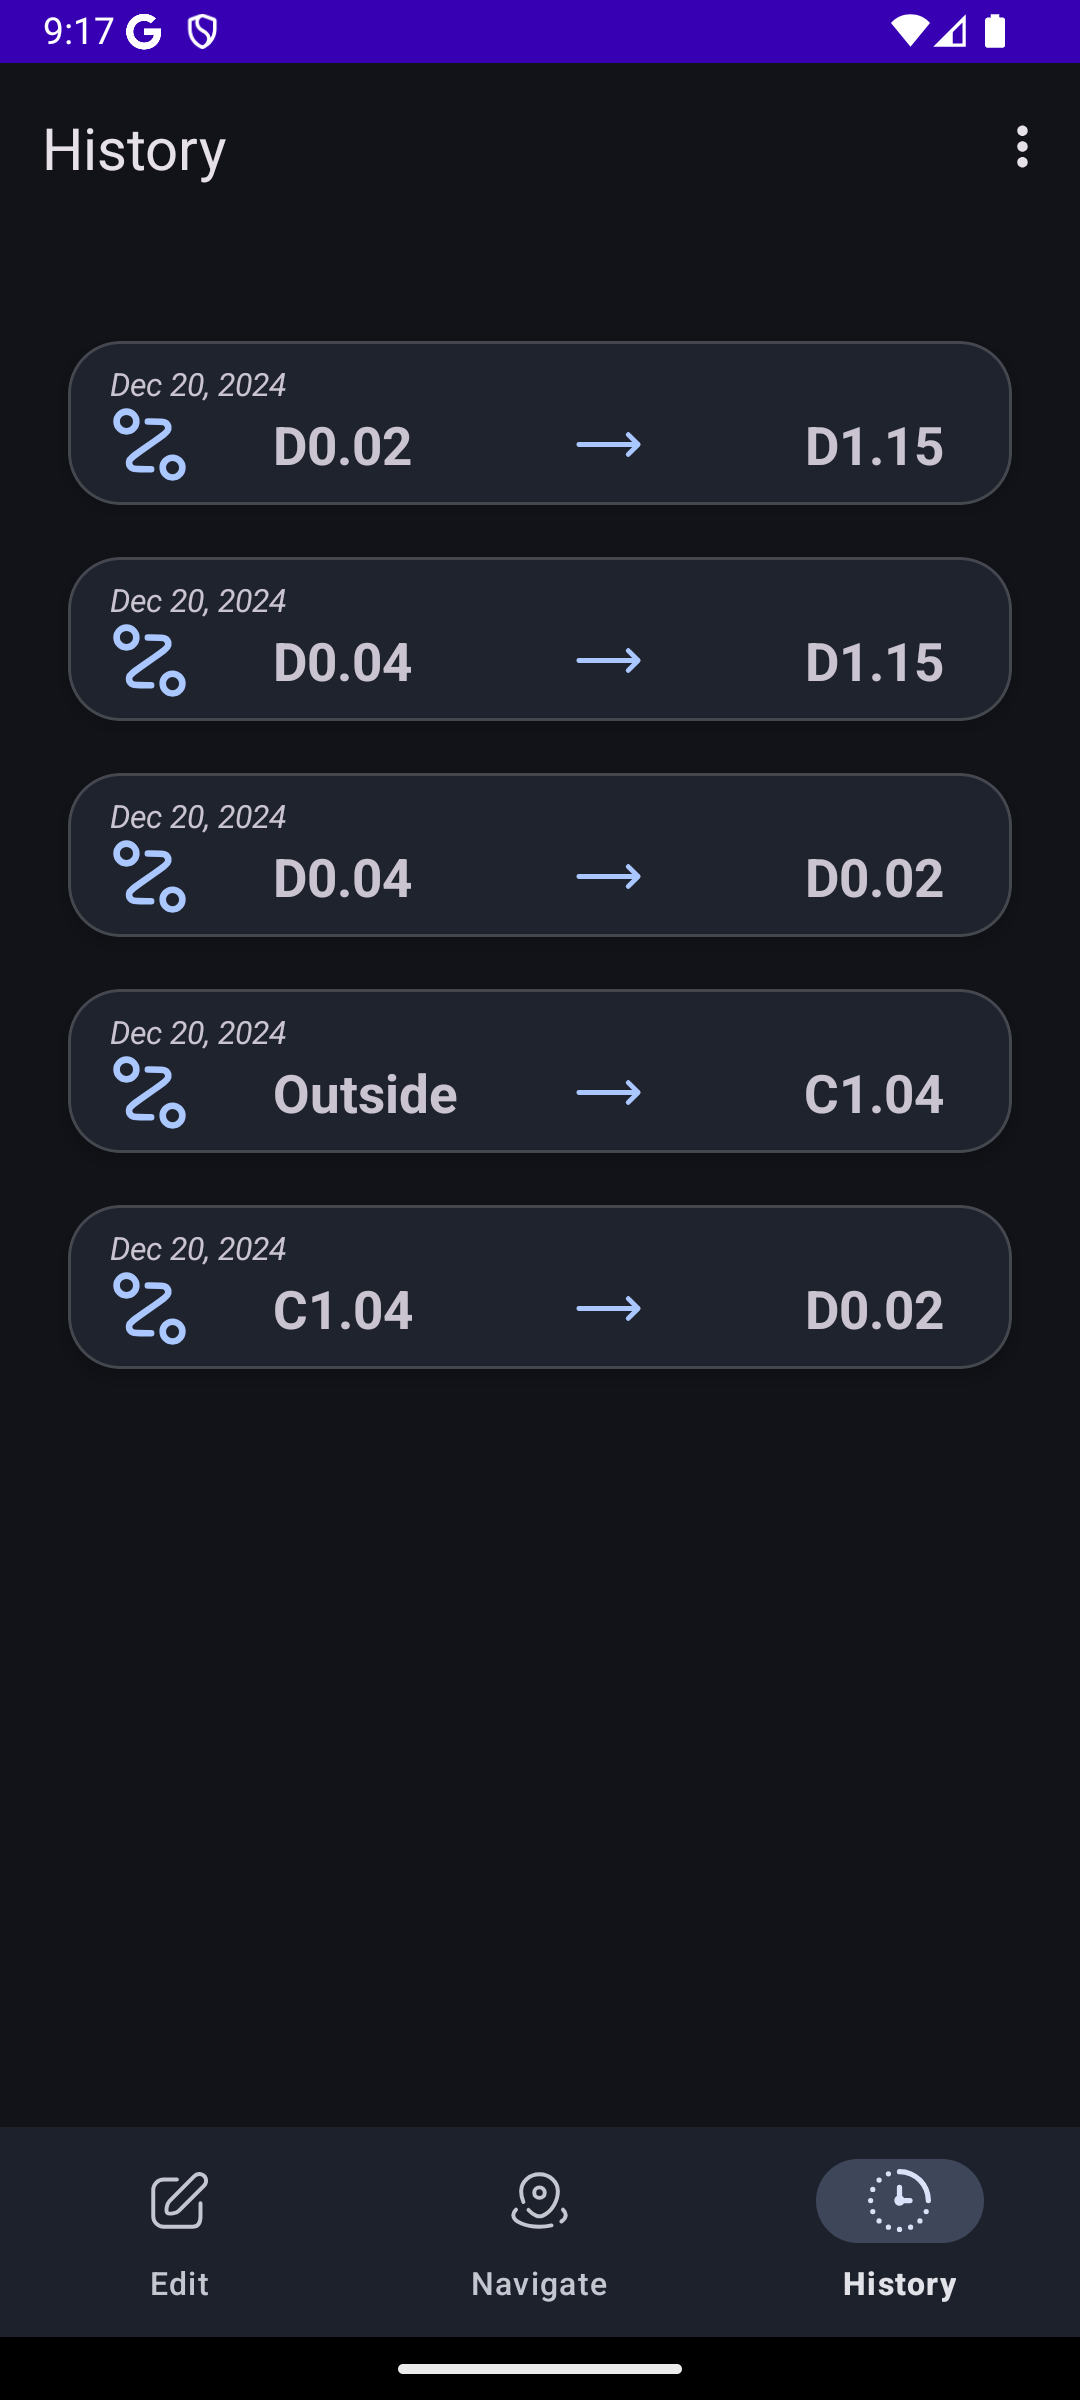 9:17
History
Dec 20, 2024
D0.02 → D1.15
Dec 20, 2024
D0.04 → D1.15
Dec 20, 2024
D0.04 → D0.02
Dec 20, 2024
Outside → C1.04
Dec 20, 2024
C1.04 → D0.02
Edit Navigate History